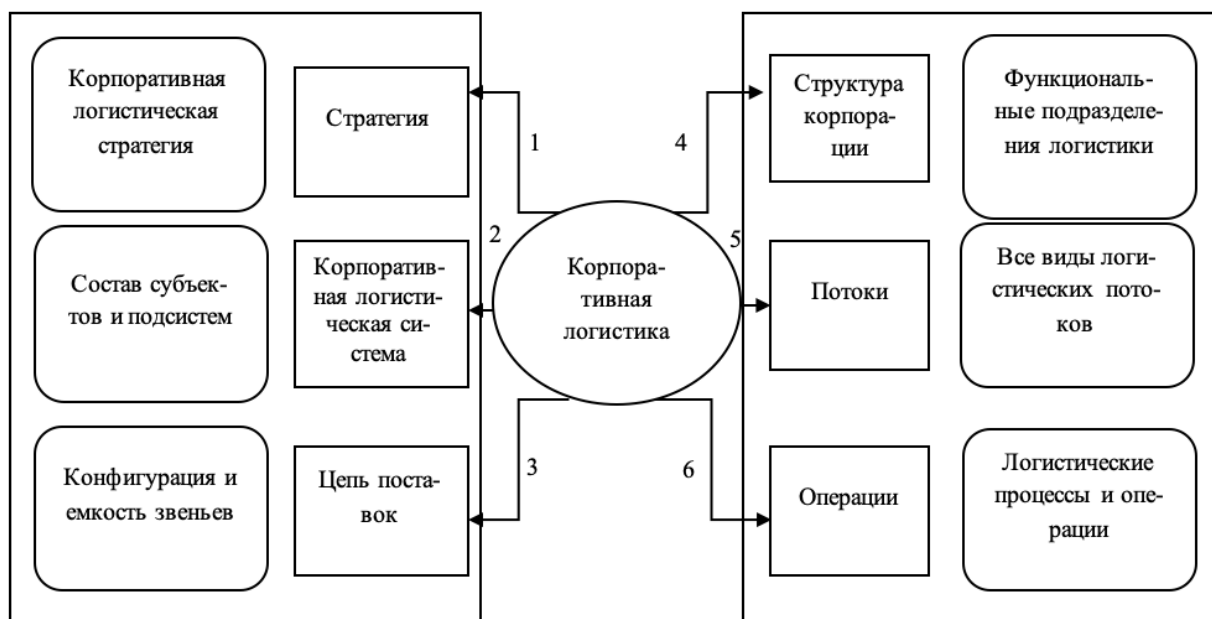 Корпоративная
логистическая
стратегия
Стратегия
1
Состав субъек-
тов и подсистем
Корпоратив-
ная логисти-
ческая си-
стема
2
Конфигурация и
емкость звеньев
Цепь поста-
вок
3
Корпора-
тивная
логистика
4
Структура
корпора-
ции
Функциональ-
ные подразделе-
ния логистики
5
Потоки
Все виды логи-
стических пото-
ков
6
Операции
Логистические
процессы и опе-
рации